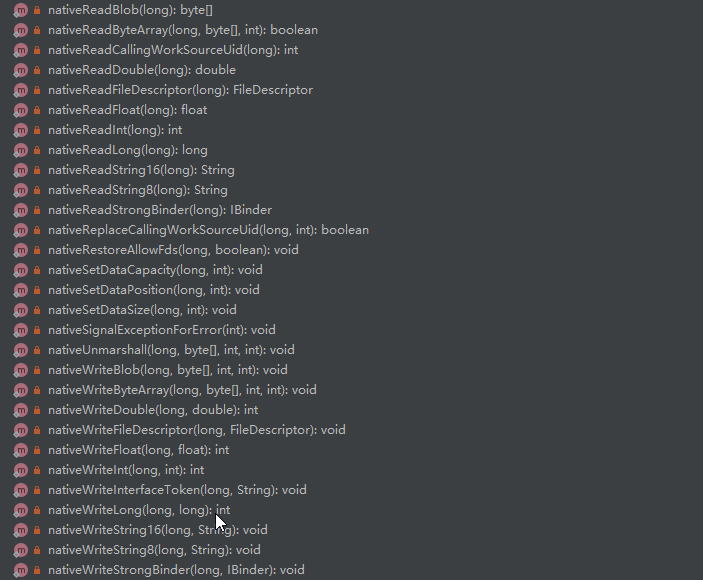 nativeReadBlob(long): byte[]
nativeReadByteArray(long, byte[], int): boolean
nativeReadCallingWorkSourceUid(long): int
nativeReadDouble(long): double
nativeReadFileDescriptor(long): FileDescriptor
nativeReadFloat(long): float
nativeReadInt(long): int
nativeReadLong(long): long
nativeReadString16(long): String
nativeReadString8(long): String
nativeReadStrongBinder(long): IBinder
nativeReplaceCallingWorkSourceUid(long, int): boolean
nativeRestoreAllowFds(long, boolean): void
nativeSetDataCapacity(long, int): void
nativeSetDataPosition(long, int): void
nativeSetDataSize(long, int): void
nativeSignalExceptionForError(int): void
nativeUnmarshall(long, byte[], int, int): void
nativeWriteBlob(long, byte[], int, int): void
nativeWriteByteArray(long, byte[], int, int): void
nativeWriteDouble(long, double): int
nativeWriteFileDescriptor(long, FileDescriptor): void
nativeWriteFloat(long, float): int
nativeWriteInt(long, int): int
nativeWriteInterfaceToken(long, String): void
nativeWriteLong(long, long): int
nativeWriteString16(long, String): void
nativeWriteString8(long, String): void
nativeWriteStrongBinder(long, IBinder): void